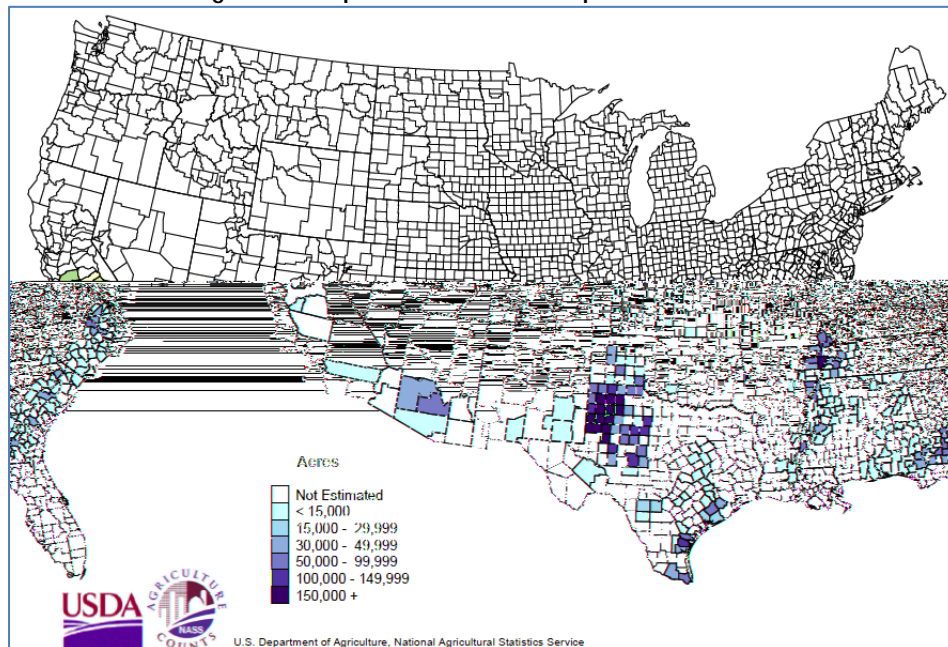 Acres
Not Estimated
< 15,000
15,000 - 29,999
30,000 - 49,999
50,000 - 99,999
100,000 - 149,999
150,000 +
USDA
AGRICULTURE
NASS
COUNTS
U.S. Department of Agriculture, National Agricultural Statistics Service